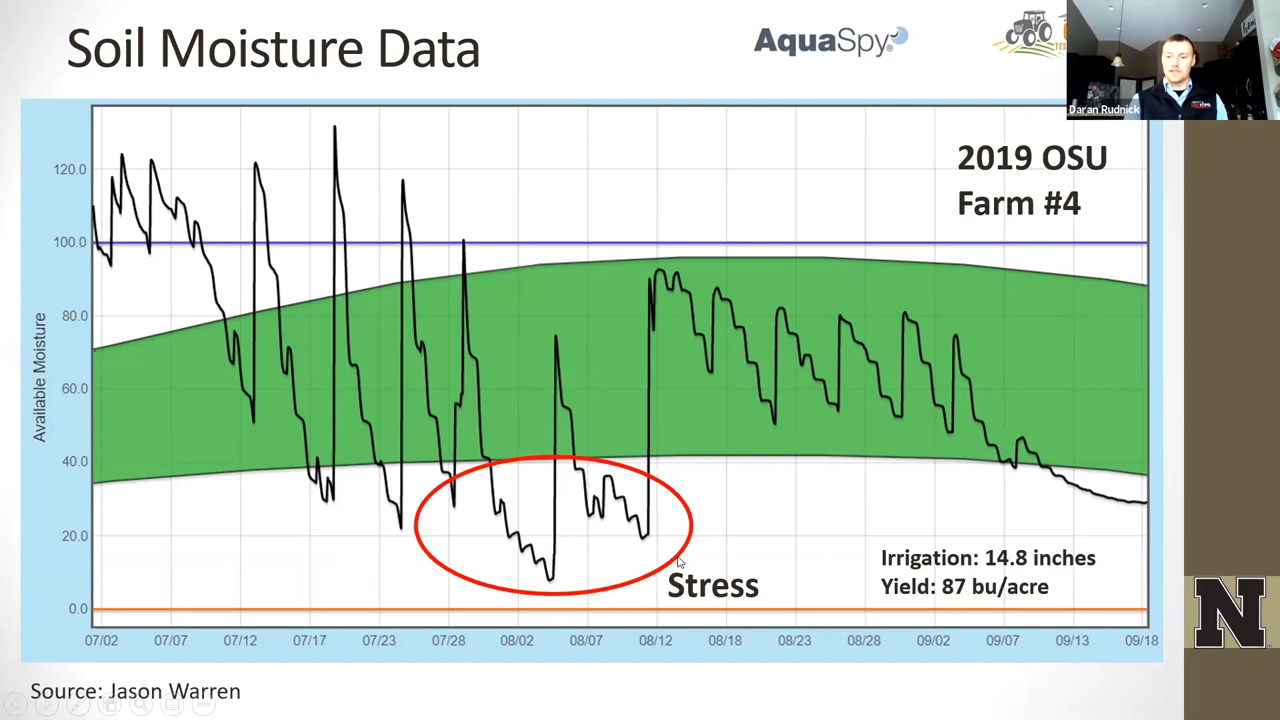 Soil Moisture Data
AquaSpy
Daran Rudnick
2019 OSU
Farm #4
120.0
100.0
80.0
60.0
40.0
20.0
0.0
Available Moisture
Stress
Irrigation: 14.8 inches
Yield: 87 bu/acre
07/02 07/07 07/12 07/17 07/23 07/28 08/02 08/07 08/12 08/18 08/23 08/28 09/02 09/07 09/13 09/18
N
Source: Jason Warren